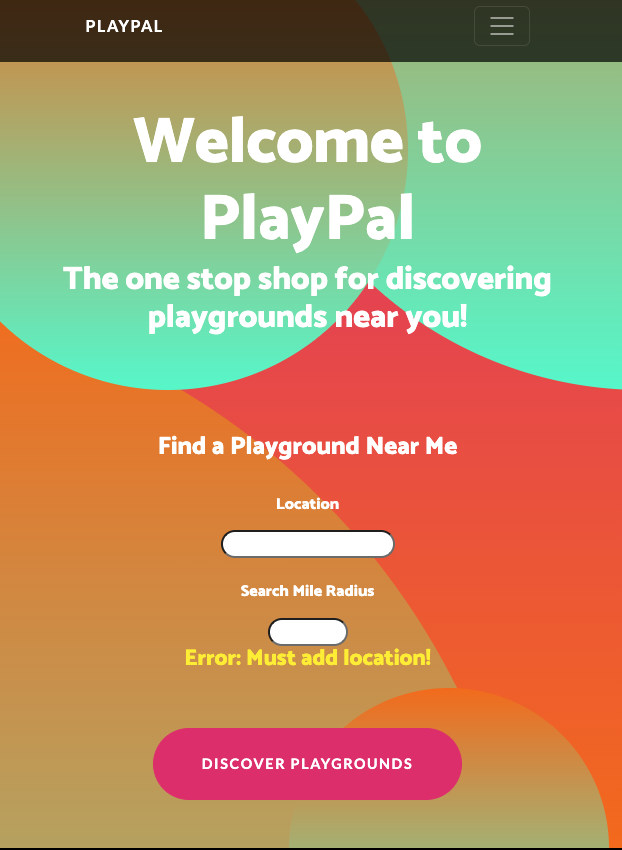 PLAYPAL
Welcome to
PlayPal
The one stop shop for discovering
playgrounds near you!
Find a Playground Near Me
Location
Search Mile Radius
Error: Must add location!
DISCOVER PLAYGROUNDS